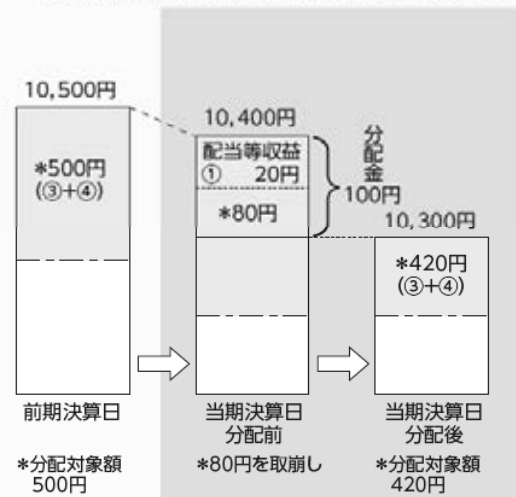 10,500円
*500円
(③+④)
前期決算日
*分配対象額
500円
10,400円
配当等収益
① 20円
*80円
分配金
100円
当期決算日
分配前
*80円を取崩し
10,300円
*420円
(③+④)
当期決算日
分配後
*分配対象額
420円